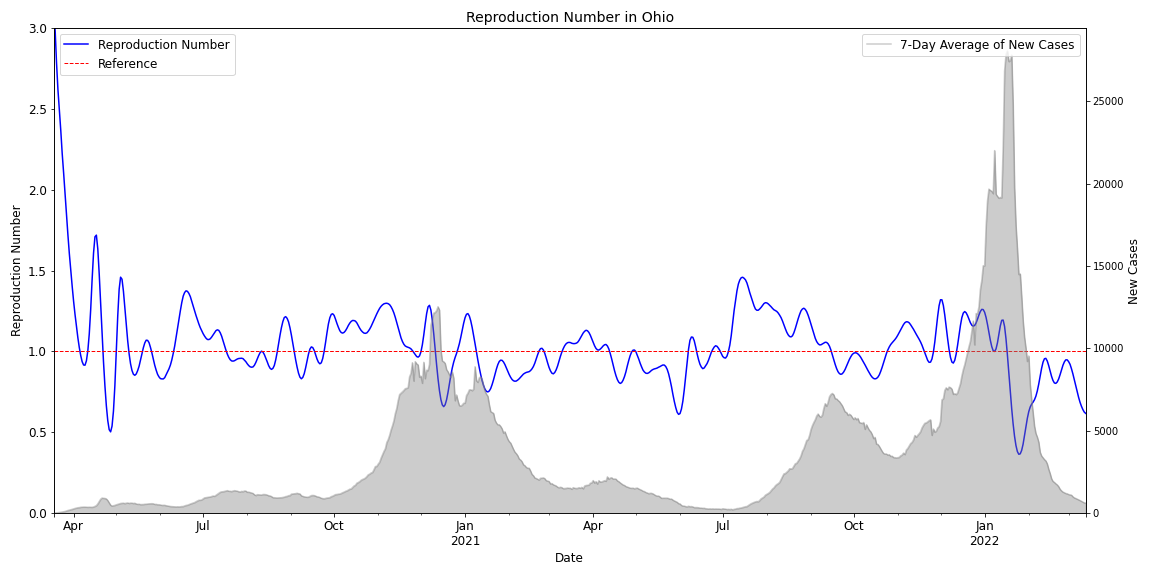 Reproduction Number in Ohio
Reproduction Number
Reference
7-Day Average of New Cases
3.0
2.5
2.0
1.5
1.0
0.5
0.0
Reproduction Number
25000
20000
15000
10000
5000
0
New Cases
Apr
Jul
Oct
Jan
2021
Apr
Jul
Oct
Jan
2022
Date